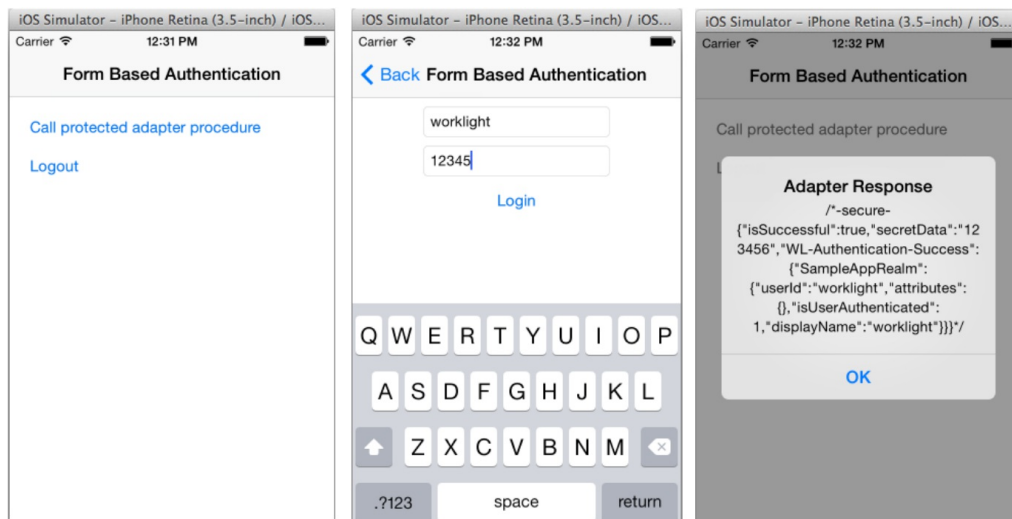 iOS Simulator – iPhone Retina (3.5–inch) / iOS...
Carrier 12:31 PM
Form Based Authentication
Call protected adapter procedure
Logout
iOS Simulator – iPhone Retina (3.5–inch) / iOS...
Carrier 12:32 PM
Back Form Based Authentication
worklight
12345
Login
Q W E R T Y U I O P
A S D F G H J K L
Z X C V B N M
.?123 space return
iOS Simulator – iPhone Retina (3.5–inch) / iOS...
Carrier 12:32 PM
Form Based Authentication
Call protected adapter procedure
L
Adapter Response
/*-secure-
{"isSuccessful":true,"secretData":"12
3456","WL-Authentication-Success":
{"SampleAppRealm":
{"userId":"worklight","attributes":
{},"isUserAuthenticated":
1,"displayName":"worklight"}}}*/
OK